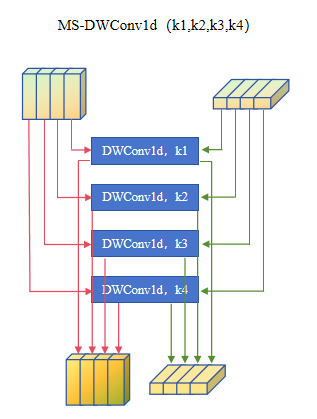 MS-DWConv1d（k1,k2,k3,k4）
DWConv1d, k1
DWConv1d, k2
DWConv1d, k3
DWConv1d, k4